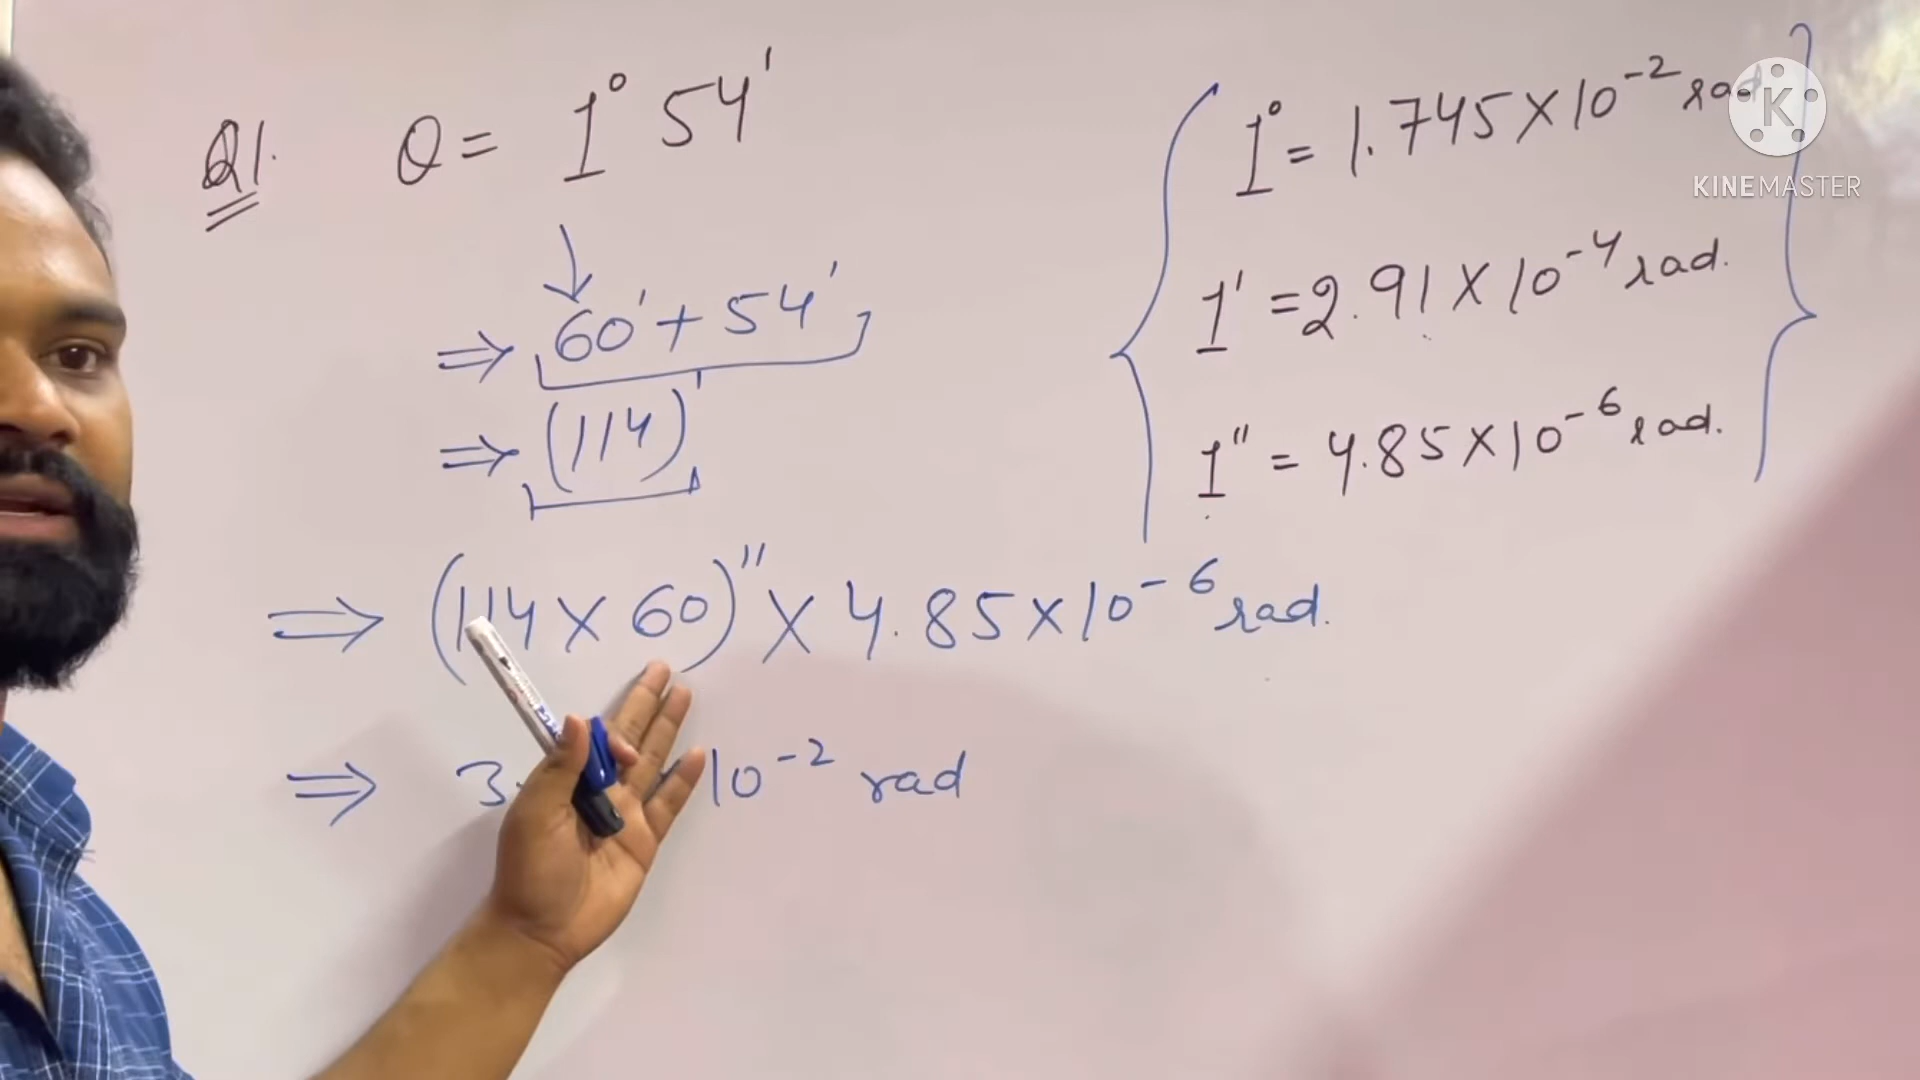 Q1. θ = 1° 54'
⇒ 60' + 54'
⇒ (114)'
⇒ (114 × 60)'' × 4.85 × 10⁻⁶ rad.
⇒ 3. 10⁻² rad
1° = 1.745 × 10⁻² rad
1' = 2.91 × 10⁻⁴ rad.
1'' = 4.85 × 10⁻⁶ rad.
K
KINEMASTER